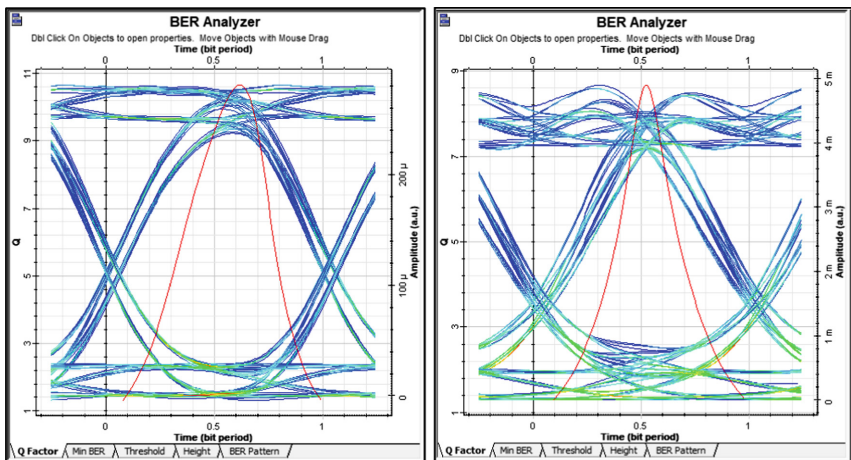 BER Analyzer
Dbl Click On Objects to open properties. Move Objects with Mouse Drag
Time (bit period)
0 0.5 1
11
9
7
5
3
1
Q
200 µ
100 µ
0
Amplitude (a.u.)
0 0.5 1
Time (bit period)
Q Factor Min BER Threshold Height BER Pattern
BER Analyzer
Dbl Click On Objects to open properties. Move Objects with Mouse Drag
Time (bit period)
0 0.5 1
9
7
5
3
1
Q
5 m
4 m
3 m
2 m
1 m
0
Amplitude (a.u.)
0 0.5 1
Time (bit period)
Q Factor Min BER Threshold Height BER Pattern